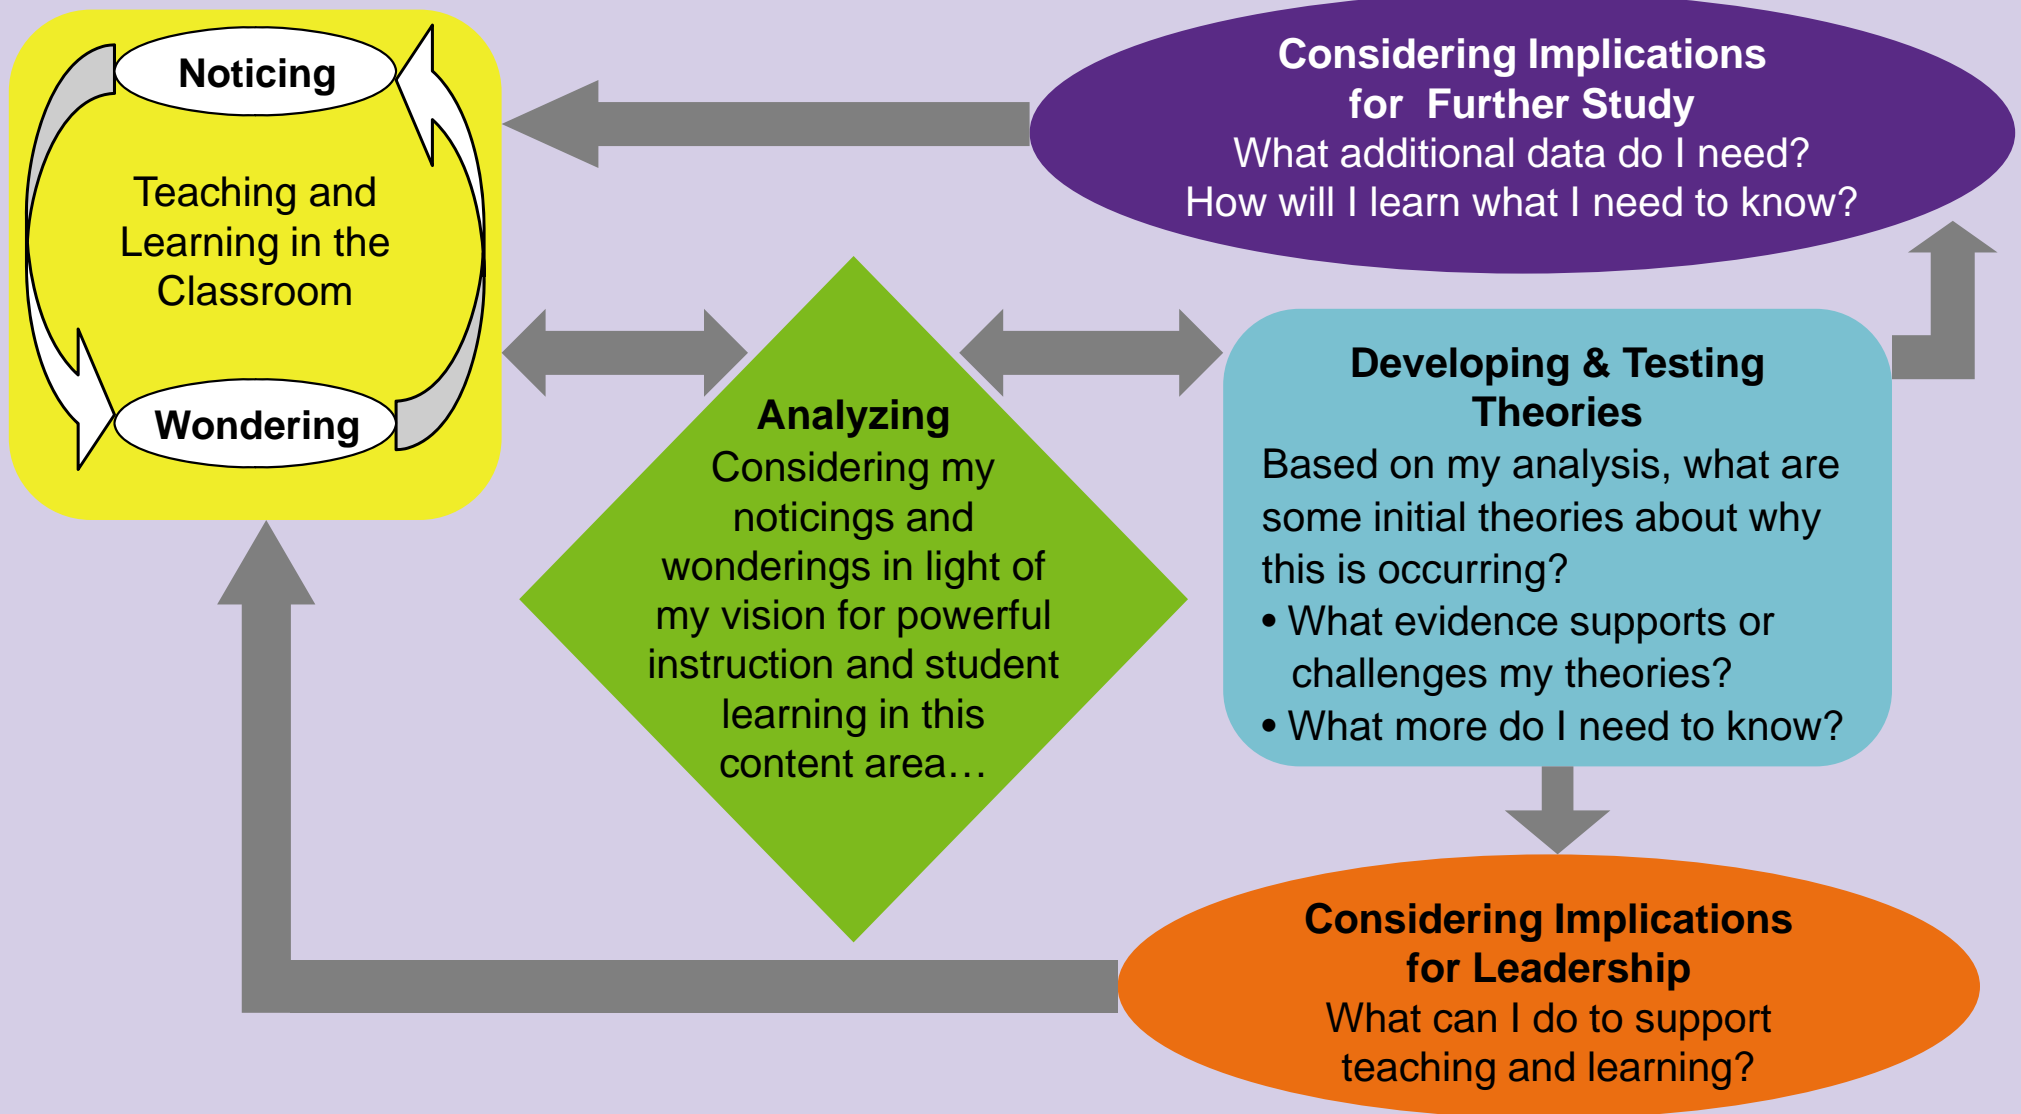 Noticing
Teaching and
Learning in the
Classroom
Wondering
Considering Implications
for Further Study
What additional data do I need?
How will I learn what I need to know?
Analyzing
Considering my
noticings and
wonderings in light of
my vision for powerful
instruction and student
learning in this
content area…
Developing & Testing
Theories
Based on my analysis, what are
some initial theories about why
this is occurring?
• What evidence supports or
challenges my theories?
• What more do I need to know?
Considering Implications
for Leadership
What can I do to support
teaching and learning?